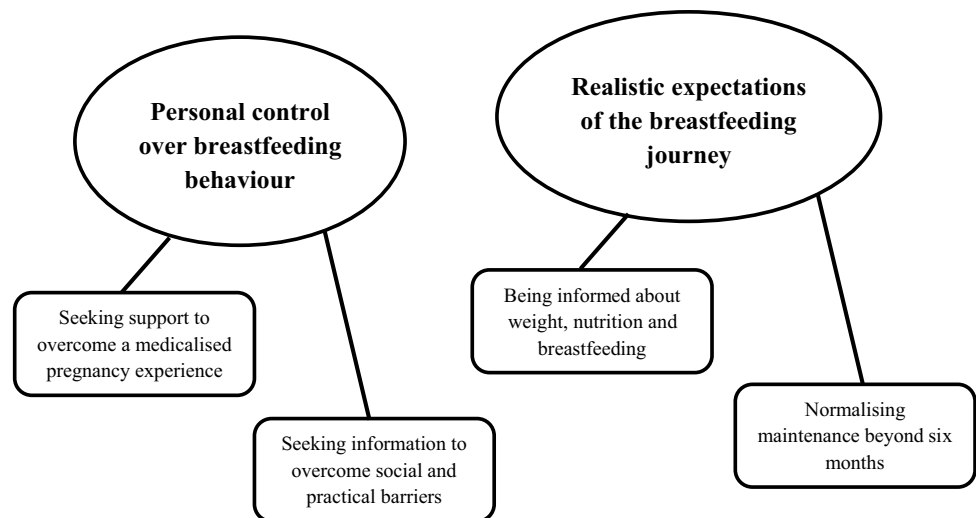 Personal control
over breastfeeding
behaviour
Realistic expectations
of the breastfeeding
journey
Seeking support to
overcome a medicalised
pregnancy experience
Seeking information to
overcome social and
practical barriers
Being informed about
weight, nutrition and
breastfeeding
Normalising
maintenance beyond six
months